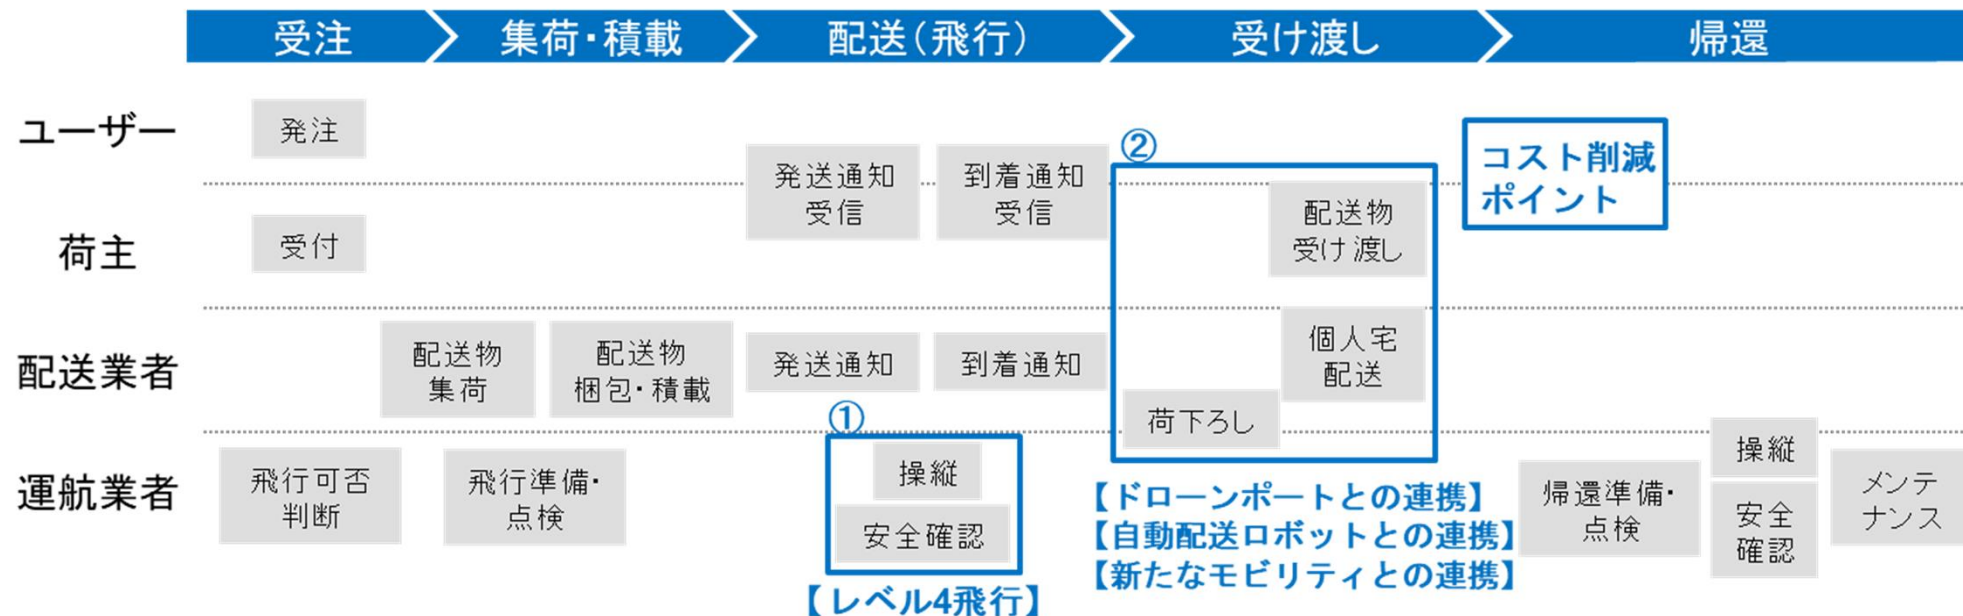 受注
集荷・積載
配送(飛行)
受け渡し
帰還
ユーザー
発注
発送通知
受信
到着通知
受信
②
コスト削減
ポイント
荷主
受付
配送物
受け渡し
配送業者
配送物
集荷
配送物
梱包・積載
発送通知
到着通知
個人宅
配送
荷下ろし
運航業者
飛行可否
判断
飛行準備・
点検
①
操縦
安全確認
【レベル4飛行】
【ドローンポートとの連携】
【自動配送ロボットとの連携】
【新たなモビリティとの連携】
帰還準備・
点検
操縦
安全
確認
メンテ
ナンス